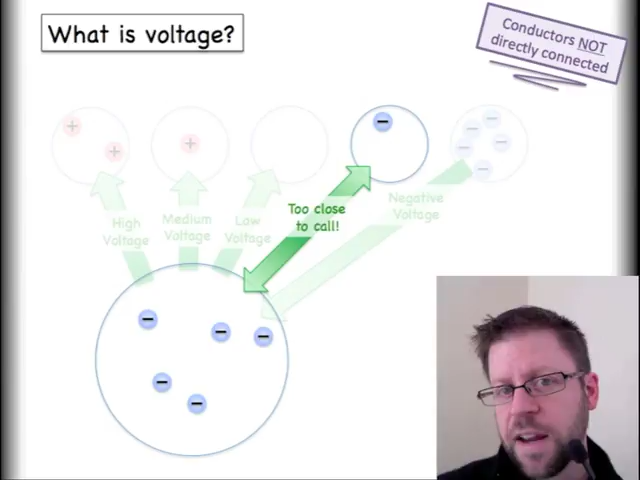 What is voltage?
Conductors NOT
directly connected
+
+
+
−
−
−
−
−
−
High
Voltage
Medium
Voltage
Low
Voltage
Too close
to call!
Negative
Voltage
−
−
−
−
−